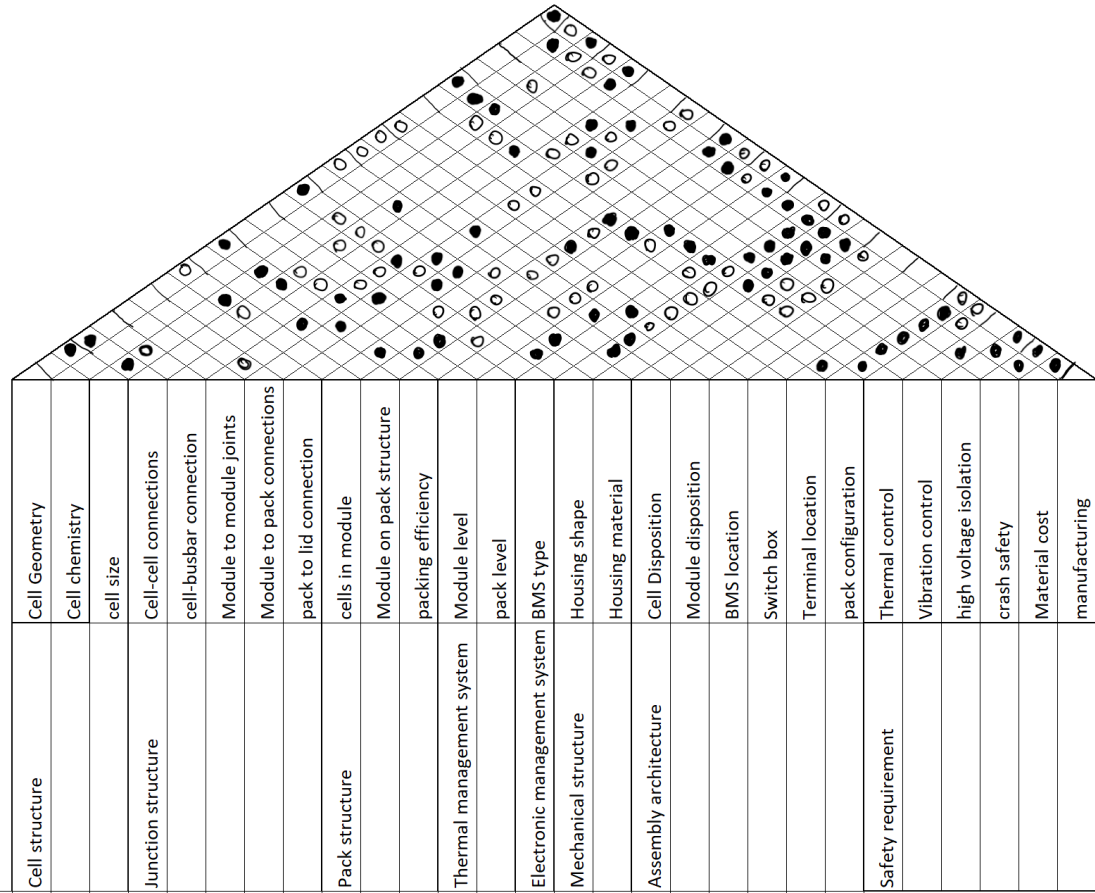 Cell Geometry
Cell chemistry
cell size
Cell-cell connections
cell-busbar connection
Module to module joints
Module to pack connections
pack to lid connection
cells in module
Module on pack structure
packing efficiency
Module level
pack level
BMS type
Housing shape
Housing material
Cell Disposition
Module disposition
BMS location
Switch box
Terminal location
pack configuration
Thermal control
Vibration control
high voltage isolation
crash safety
Material cost
manufacturing
Cell structure
Junction structure
Pack structure
Thermal management system
Electronic management system
Mechanical structure
Assembly architecture
Safety requirement